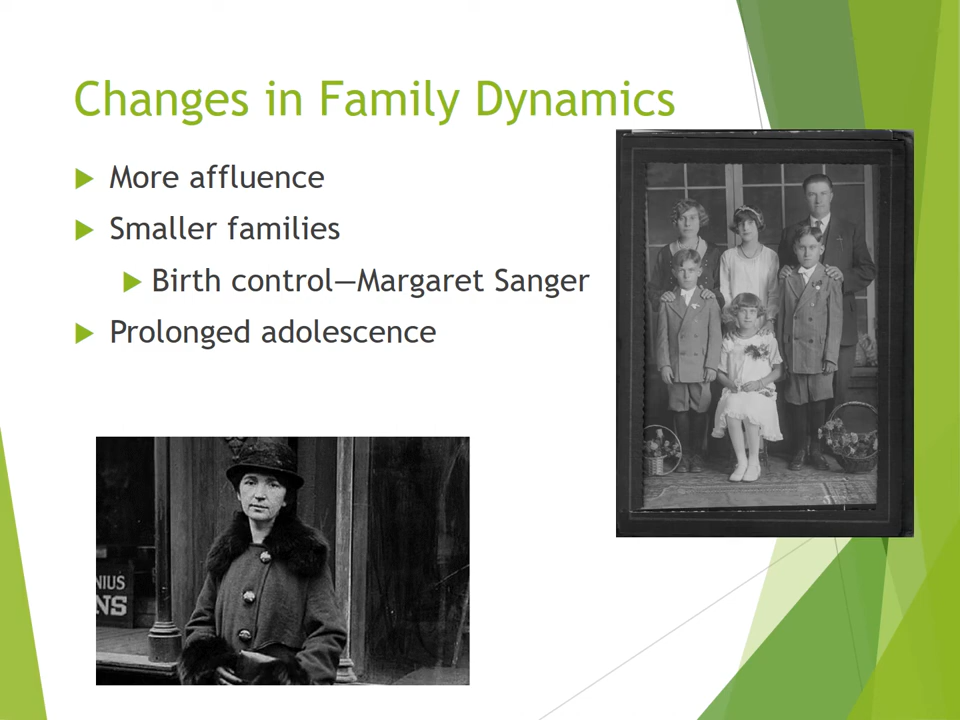 Changes in Family Dynamics
More affluence
Smaller families
Birth control—Margaret Sanger
Prolonged adolescence
NIUS
NS